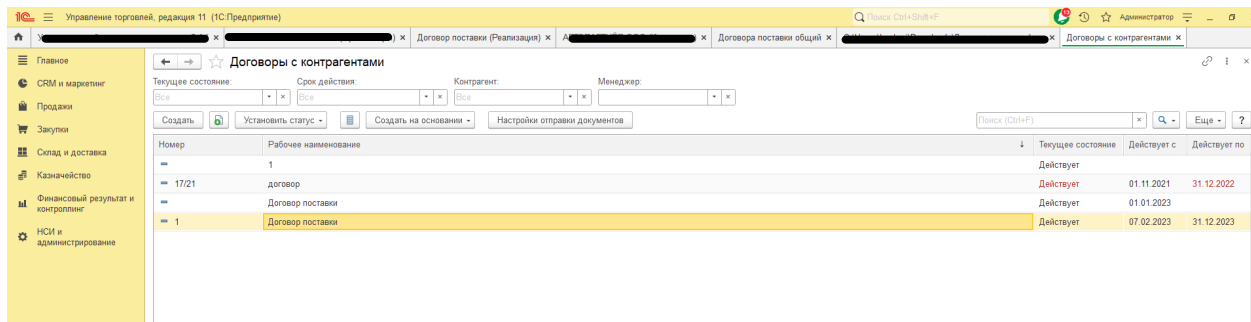 1С Управление торговлей, редакция 11 (1С:Предприятие) Поиск Ctrl+Shift+F 13 Администратор
Договор поставки (Реализация) × Договора поставки общий × Договоры с контрагентами ×
Главное
CRM и маркетинг
Продажи
Закупки
Склад и доставка
Казначейство
Финансовый результат и
контроллинг
НСИ и
администрирование
Договоры с контрагентами
Текущее состояние: Срок действия: Контрагент: Менеджер:
Все Все Все
Создать Установить статус Создать на основании Настройки отправки документов Поиск (Ctrl+F) × Еще ?
Номер Рабочее наименование ↓ Текущее состояние Действует с Действует по
1 Действует
17/21 договор Действует 01.11.2021 31.12.2022
Договор поставки Действует 01.01.2023
1 Договор поставки Действует 07.02.2023 31.12.2023